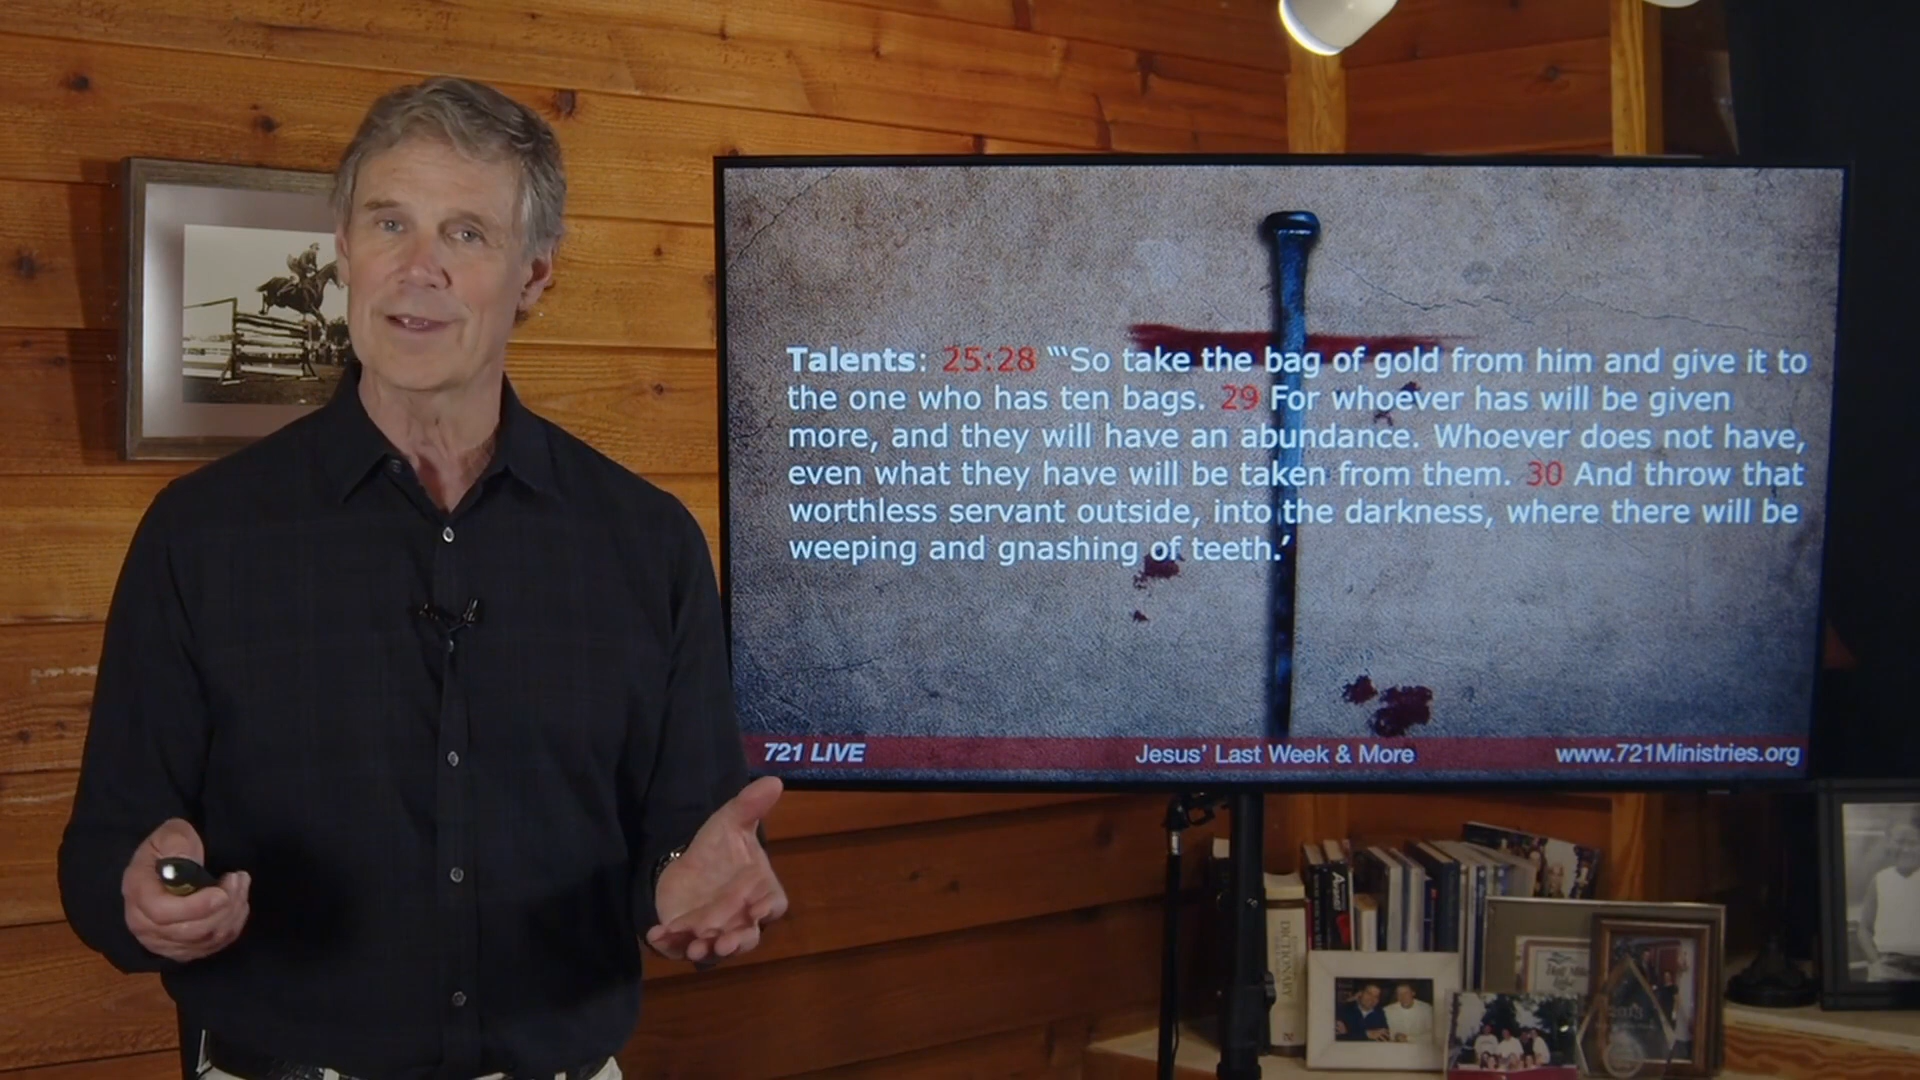 Talents: 25:28 “‘So take the bag of gold from him and give it to
the one who has ten bags. 29 For whoever has will be given
more, and they will have an abundance. Whoever does not have,
even what they have will be taken from them. 30 And throw that
worthless servant outside, into the darkness, where there will be
weeping and gnashing of teeth.’
721 LIVE
Jesus’ Last Week & More
www.721Ministries.org
DICTIONARY